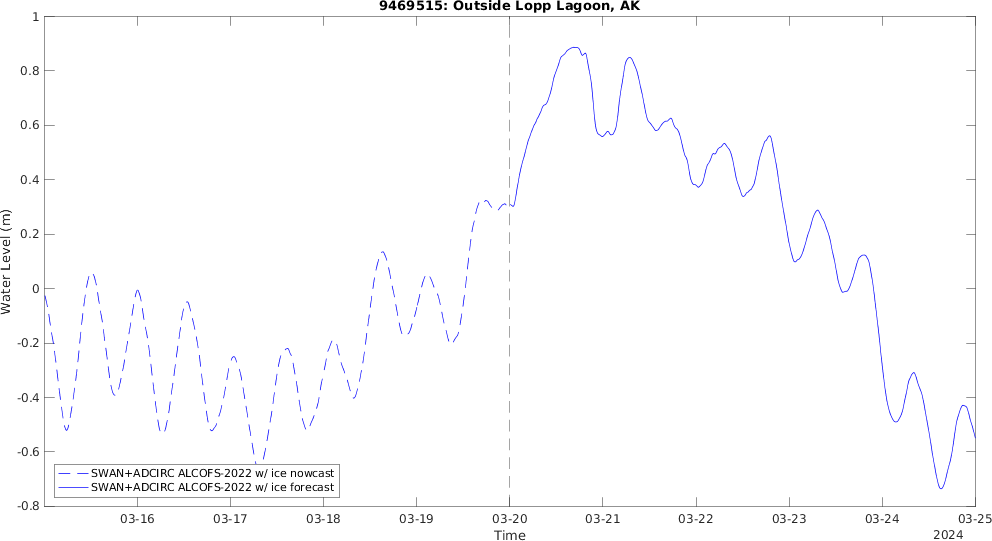 9469515: Outside Lopp Lagoon, AK
1
0.8
0.6
0.4
0.2
0
-0.2
-0.4
-0.6
-0.8
Water Level (m)
SWAN+ADCIRC ALCOFS-2022 w/ ice nowcast
SWAN+ADCIRC ALCOFS-2022 w/ ice forecast
03-16 03-17 03-18 03-19 03-20 03-21 03-22 03-23 03-24 03-25
Time
2024